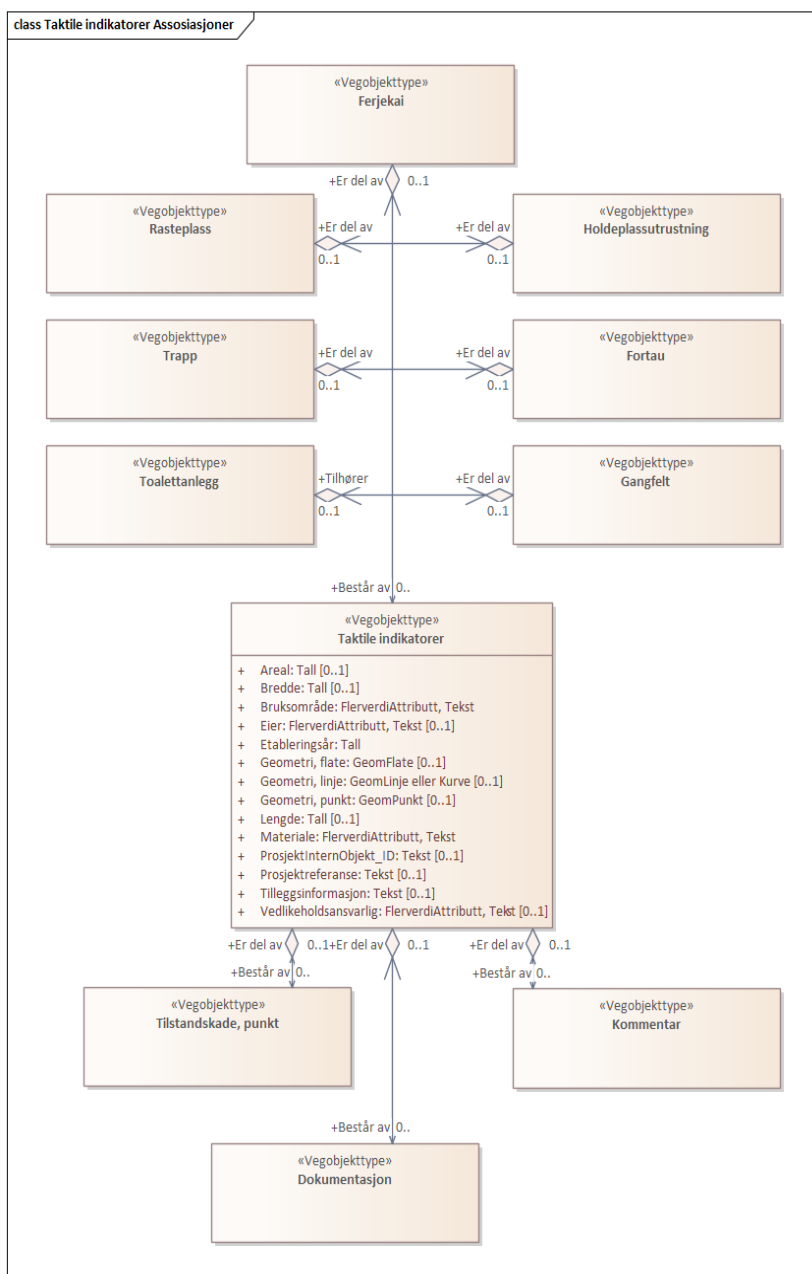 class Taktile indikatorer Assosiasjoner
«Vegobjekttype»
Ferjekai
+Er del av 0..1
«Vegobjekttype»
Rasteplass
+Er del av
0..1
+Er del av
0..1
«Vegobjekttype»
Holdeplassutrustning
«Vegobjekttype»
Trapp
+Er del av
0..1
+Er del av
0..1
«Vegobjekttype»
Fortau
«Vegobjekttype»
Toalettanlegg
+Tilhører
0..1
+Er del av
0..1
«Vegobjekttype»
Gangfelt
+Består av 0..
«Vegobjekttype»
Taktile indikatorer
+ Areal: Tall [0..1]
+ Bredde: Tall [0..1]
+ Bruksområde: FlerverdiAttributt, Tekst
+ Eier: FlerverdiAttributt, Tekst [0..1]
+ Etableringsår: Tall
+ Geometri, flate: GeomFlate [0..1]
+ Geometri, linje: GeomLinje eller Kurve [0..1]
+ Geometri, punkt: GeomPunkt [0..1]
+ Lengde: Tall [0..1]
+ Materiale: FlerverdiAttributt, Tekst
+ ProsjektInternObjekt_ID: Tekst [0..1]
+ Prosjektreferanse: Tekst [0..1]
+ Tilleggsinformasjon: Tekst [0..1]
+ Vedlikeholdsansvarlig: FlerverdiAttributt, Tekst [0..1]
+Er del av 0..1 +Er del av 0..1 +Er del av 0..1
+Består av 0.. +Består av 0..
«Vegobjekttype»
Tilstandskade, punkt
«Vegobjekttype»
Kommentar
+Består av 0..
«Vegobjekttype»
Dokumentasjon